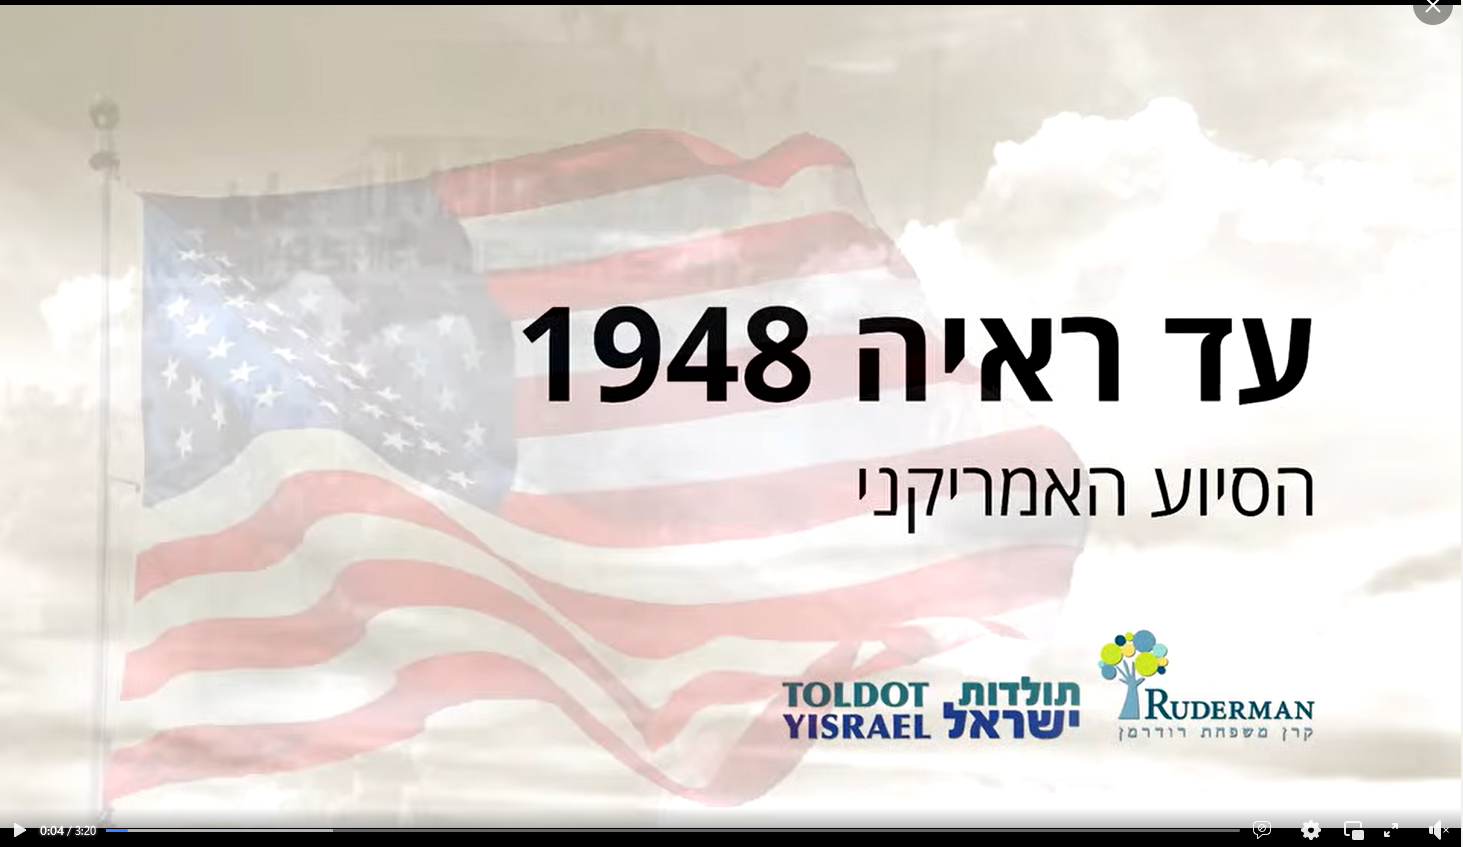 עד ראיה 1948
הסיוע האמריקני
TOLDOT YISRAEL
תולדות ישראל
RUDERMAN
קרן משפחת רודרמן
0:04 / 3:20